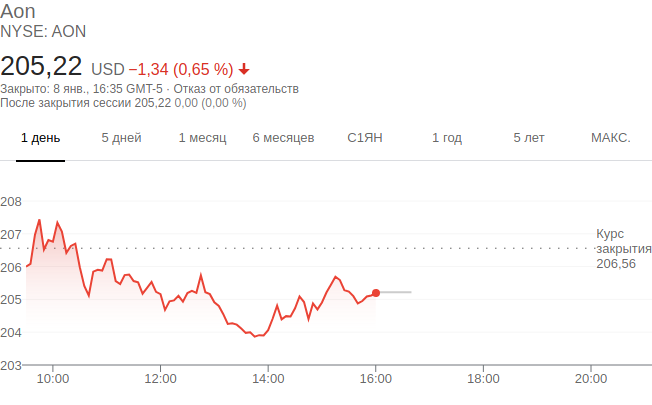 Aon
NYSE: AON
205,22 USD −1,34 (0,65 %)
Закрыто: 8 янв., 16:35 GMT-5 · Отказ от обязательств
После закрытия сессии 205,22 0,00 (0,00 %)
1 день 5 дней 1 месяц 6 месяцев С1ЯН 1 год 5 лет МАКС.
208
207
206
205
204
203
Курс
закрытия
206,56
10:00 12:00 14:00 16:00 18:00 20:00